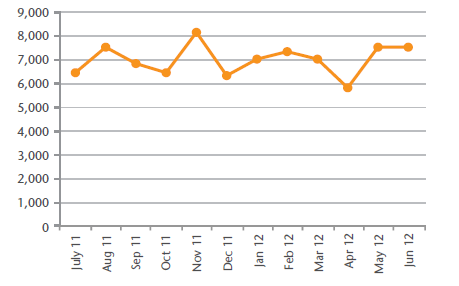 9,000
8,000
7,000
6,000
5,000
4,000
3,000
2,000
1,000
0
July 11
Aug 11
Sep 11
Oct 11
Nov 11
Dec 11
Jan 12
Feb 12
Mar 12
Apr 12
May 12
Jun 12